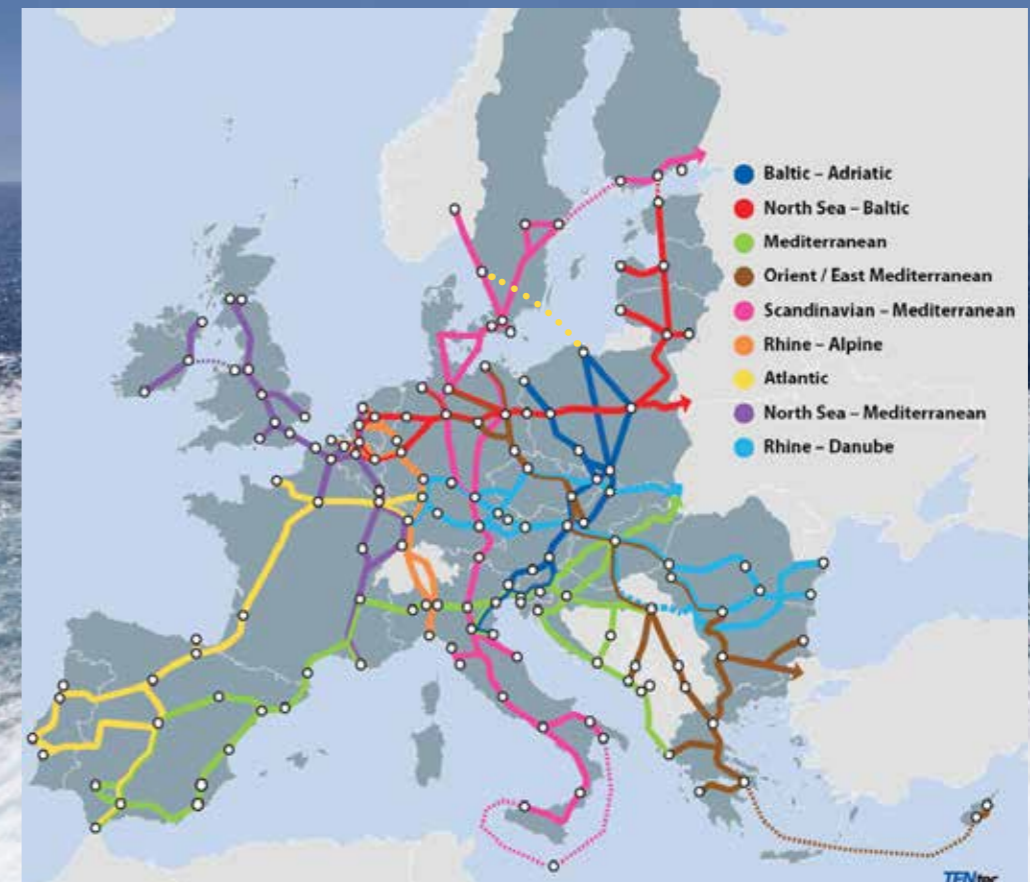 Baltic – Adriatic
North Sea – Baltic
Mediterranean
Orient / East Mediterranean
Scandinavian – Mediterranean
Rhine – Alpine
Atlantic
North Sea – Mediterranean
Rhine – Danube
TENtec